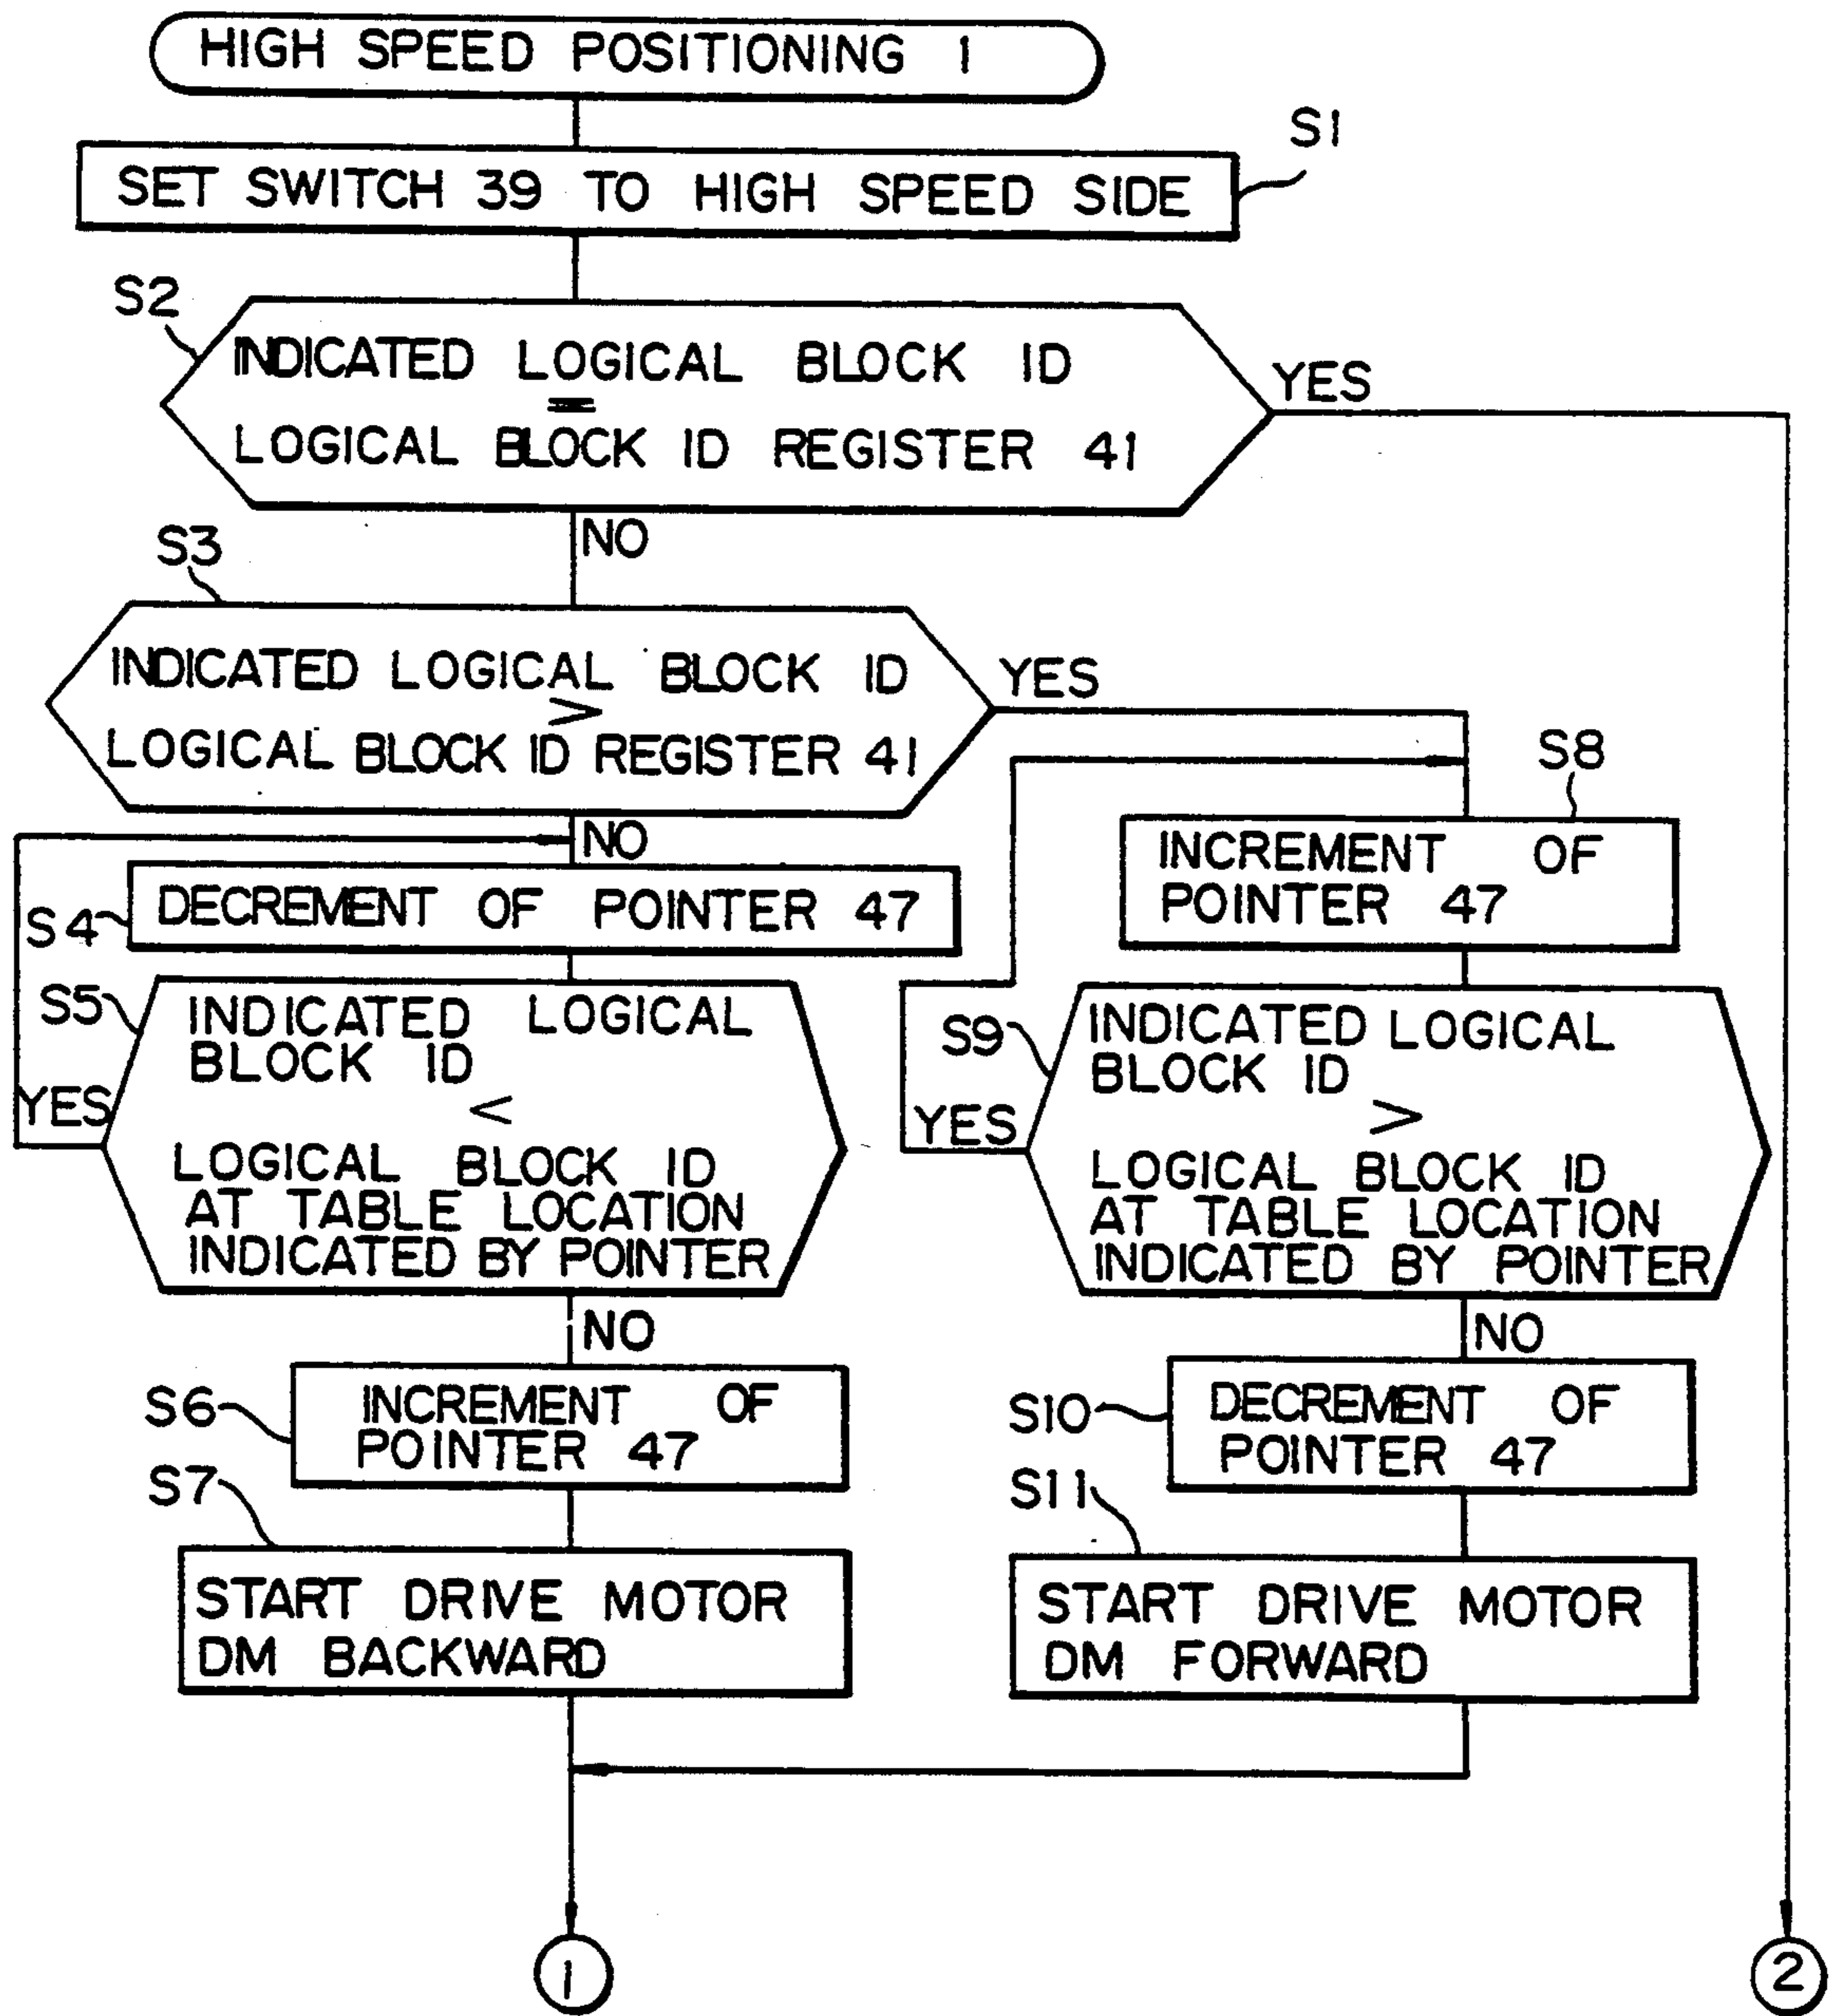 HIGH SPEED POSITIONING 1
S1
SET SWITCH 39 TO HIGH SPEED SIDE
S2
INDICATED LOGICAL BLOCK ID
=
LOGICAL BLOCK ID REGISTER 41
YES
NO
S3
INDICATED LOGICAL BLOCK ID
>
LOGICAL BLOCK ID REGISTER 41
YES
NO
S4
DECREMENT OF POINTER 47
S8
INCREMENT OF
POINTER 47
S5
INDICATED LOGICAL
BLOCK ID
<
LOGICAL BLOCK ID
AT TABLE LOCATION
INDICATED BY POINTER
YES
NO
S9
INDICATED LOGICAL
BLOCK ID
>
LOGICAL BLOCK ID
AT TABLE LOCATION
INDICATED BY POINTER
YES
NO
S6
INCREMENT OF
POINTER 47
S10
DECREMENT OF
POINTER 47
S7
START DRIVE MOTOR
DM BACKWARD
S11
START DRIVE MOTOR
DM FORWARD
1
2